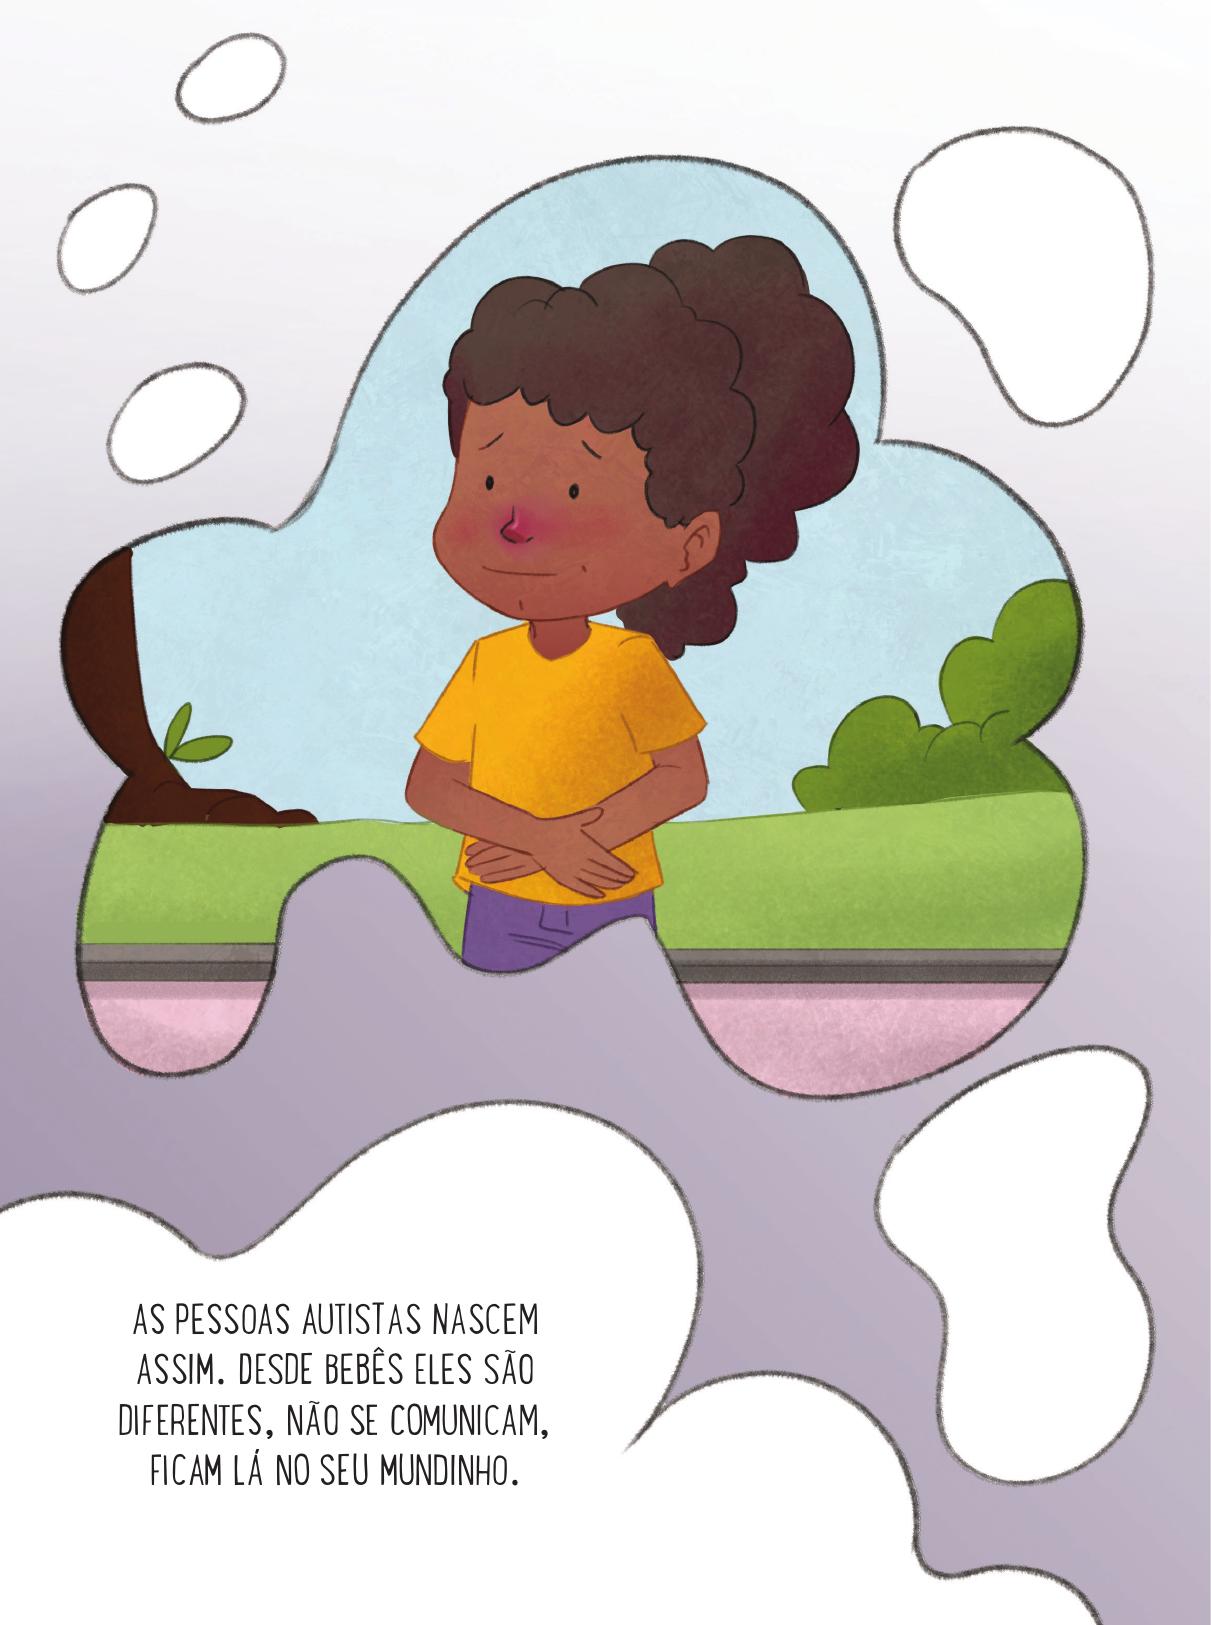 AS PESSOAS AUTISTAS NASCEM
ASSIM. DESDE BEBÊS ELES SÃO
DIFERENTES, NÃO SE COMUNICAM,
FICAM LÁ NO SEU MUNDINHO.